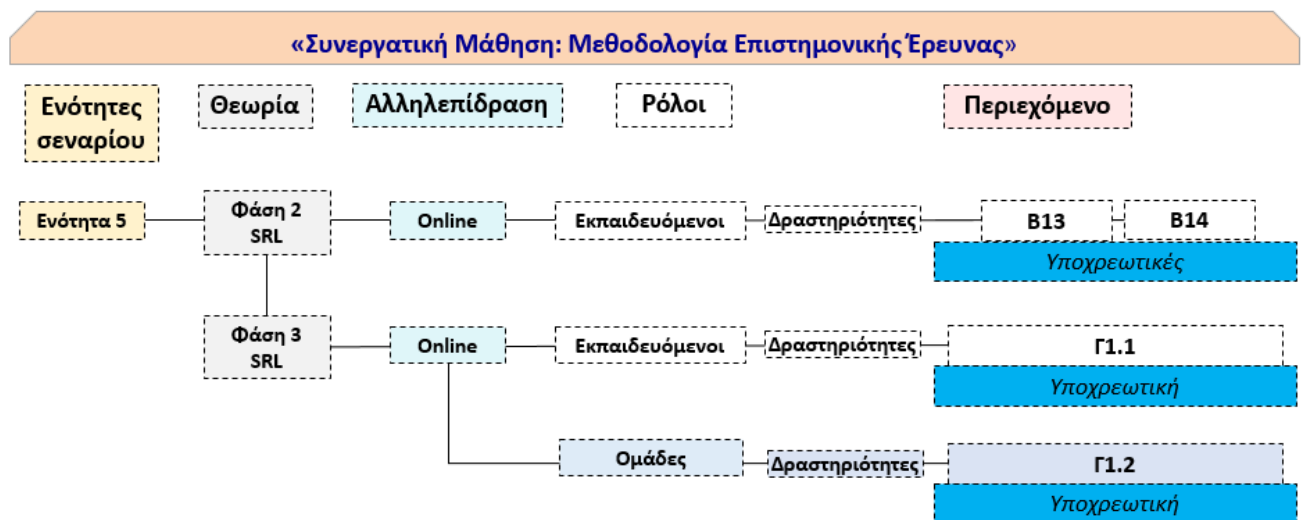 «Συνεργατική Μάθηση: Μεθοδολογία Επιστημονικής Έρευνας»
Ενότητες
σεναρίου
Θεωρία
Αλληλεπίδραση
Ρόλοι
Περιεχόμενο
Ενότητα 5
Φάση 2
SRL
Online
Εκπαιδευόμενοι
Δραστηριότητες
Β13
Β14
Υποχρεωτικές
Φάση 3
SRL
Online
Εκπαιδευόμενοι
Δραστηριότητες
Γ1.1
Υποχρεωτική
Ομάδες
Δραστηριότητες
Γ1.2
Υποχρεωτική